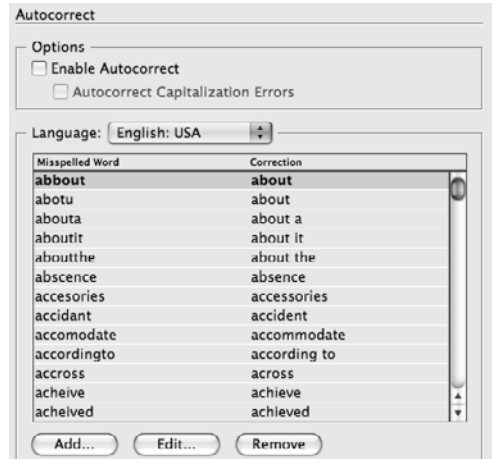 Autocorrect
Options
Enable Autocorrect
Autocorrect Capitalization Errors
Language: English: USA
Misspelled Word Correction
abbout about
abotu about
abouta about a
aboutit about it
aboutthe about the
abscence absence
accesories accessories
accidant accident
accomodate accommodate
accordingto according to
accross across
acheive achieve
acheived achieved
Add... Edit... Remove